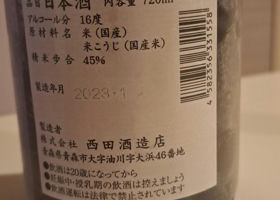 品目 日本酒 内容量 720ml
アルコール分 16度
原材料名 米(国産)
米こうじ(国産米)
精米歩合 45%
製造年月 2023.
製造者
株式会社 西田酒造店
青森県青森市大字油川字大浜46番地
●飲酒は20歳になってから
●妊娠中・授乳期の飲酒は控えましょう
●飲酒運転は法律で禁止されています
4582356331558